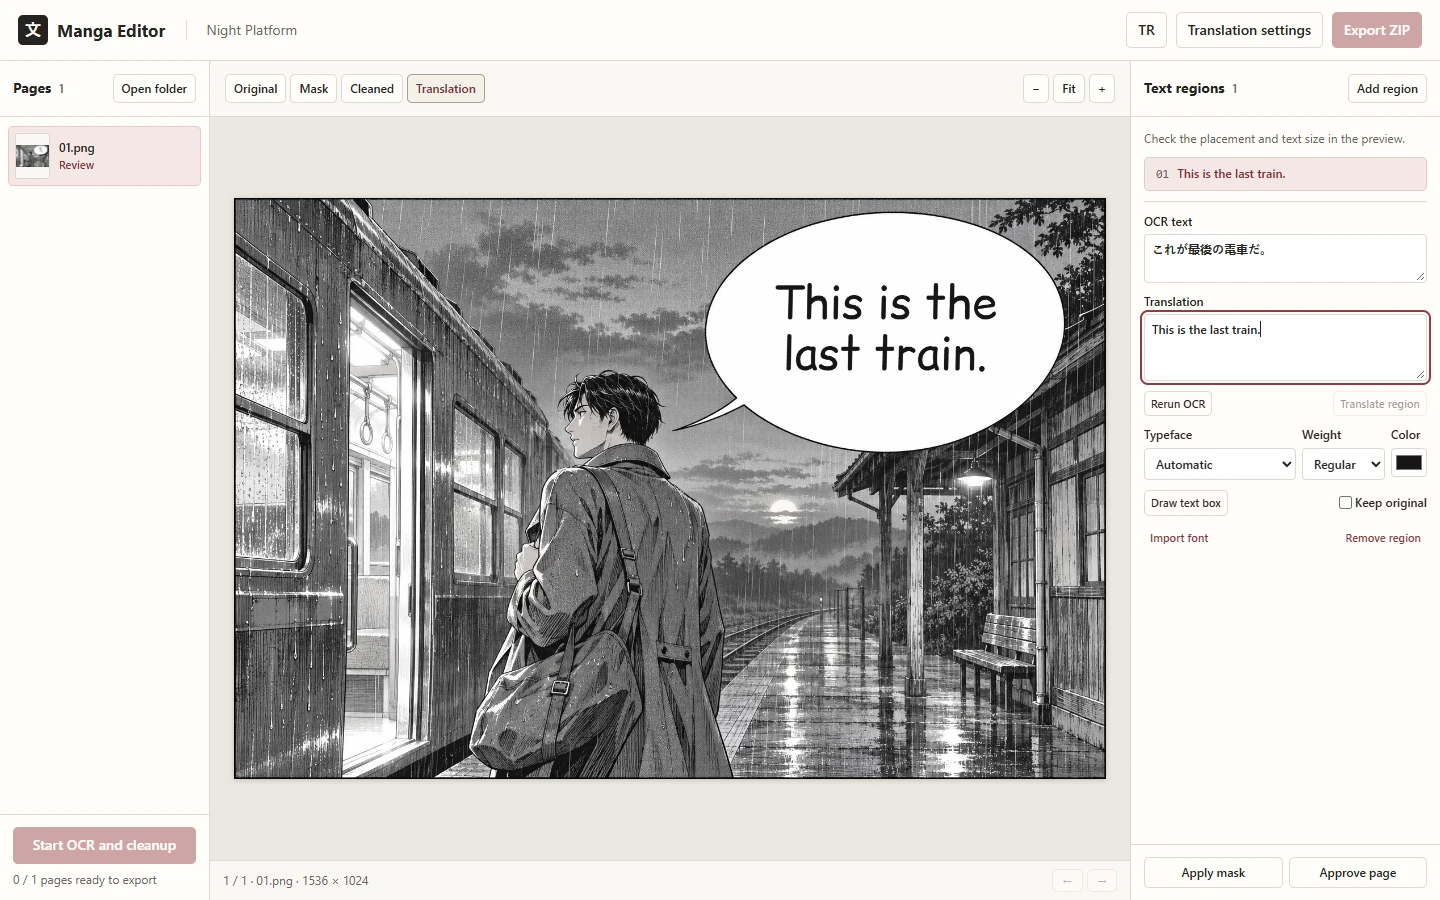 文 Manga Editor Night Platform TR Translation settings Export ZIP
Pages 1 Open folder
01.png
Review
Start OCR and cleanup
0 / 1 pages ready to export
Original Mask Cleaned Translation − Fit +
This is the
last train.
1 / 1 · 01.png · 1536 × 1024 ← →
Text regions 1 Add region
Check the placement and text size in the preview.
01 This is the last train.
OCR text
これが最後の電車だ。
Translation
This is the last train.
Rerun OCR Translate region
Typeface Weight Color
Automatic Regular
Draw text box Keep original
Import font Remove region
Apply mask Approve page